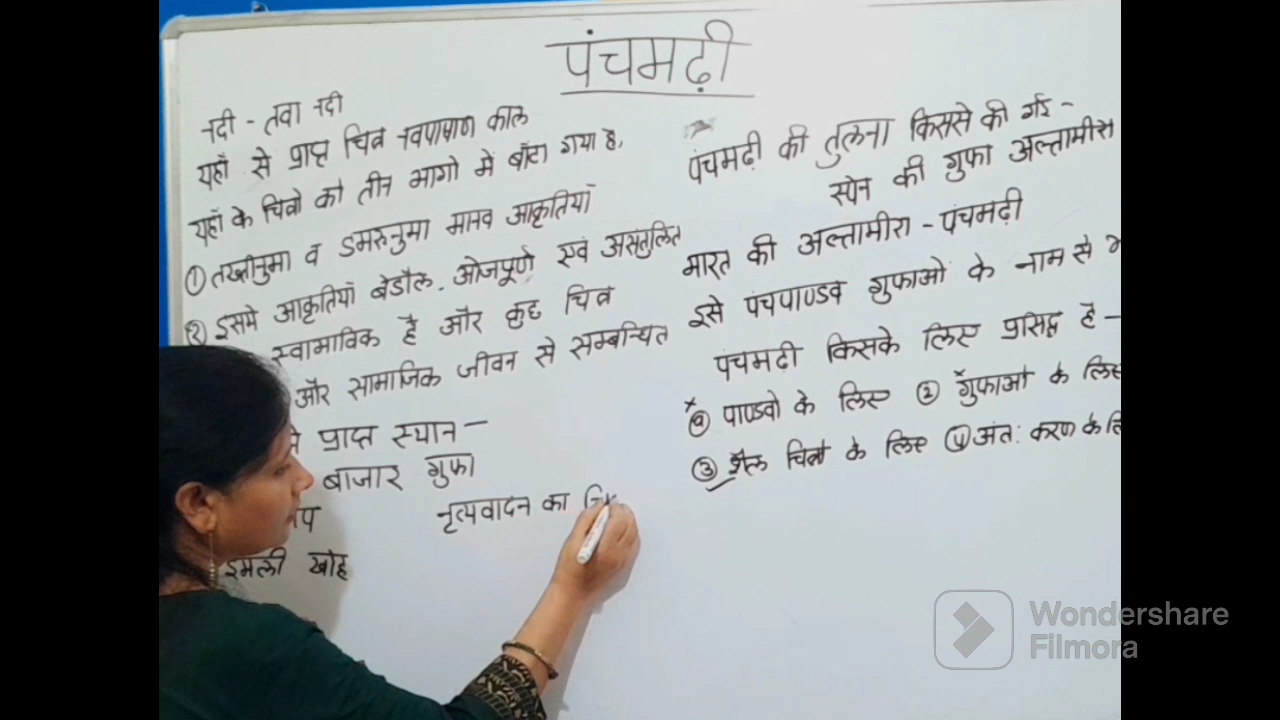 पंचमढ़ी
नदी - तवा नदी
यहाँ से प्राप्त चित्र नवपाषाण काल
यहाँ के चित्रो को तीन भागो में बाँटा गया है,
① तख्तीनुमा व डमरुनुमा मानव आकृतियाँ
② इसमे आकृतियाँ बेडौल, ओजपूर्ण एवं असंतुलित
स्वाभाविक है और कुछ चित्र
और सामाजिक जीवन से सम्बन्धित
प्राप्त स्थान -
बाजार गुफा
इमली खोह
नृत्यवादन का
पंचमढ़ी की तुलना किससे की गई -
स्पेन की गुफा अल्तामीरा
भारत की अल्तामीरा - पंचमढ़ी
इसे पंचपाण्डव गुफाओं के नाम से
पंचमढ़ी किसके लिए प्रसिद्ध है -
@ पाण्डवो के लिए ② गुफाओं के लिए
③ शैल चित्रो के लिए ④ अंत: करण के
Wondershare
Filmora